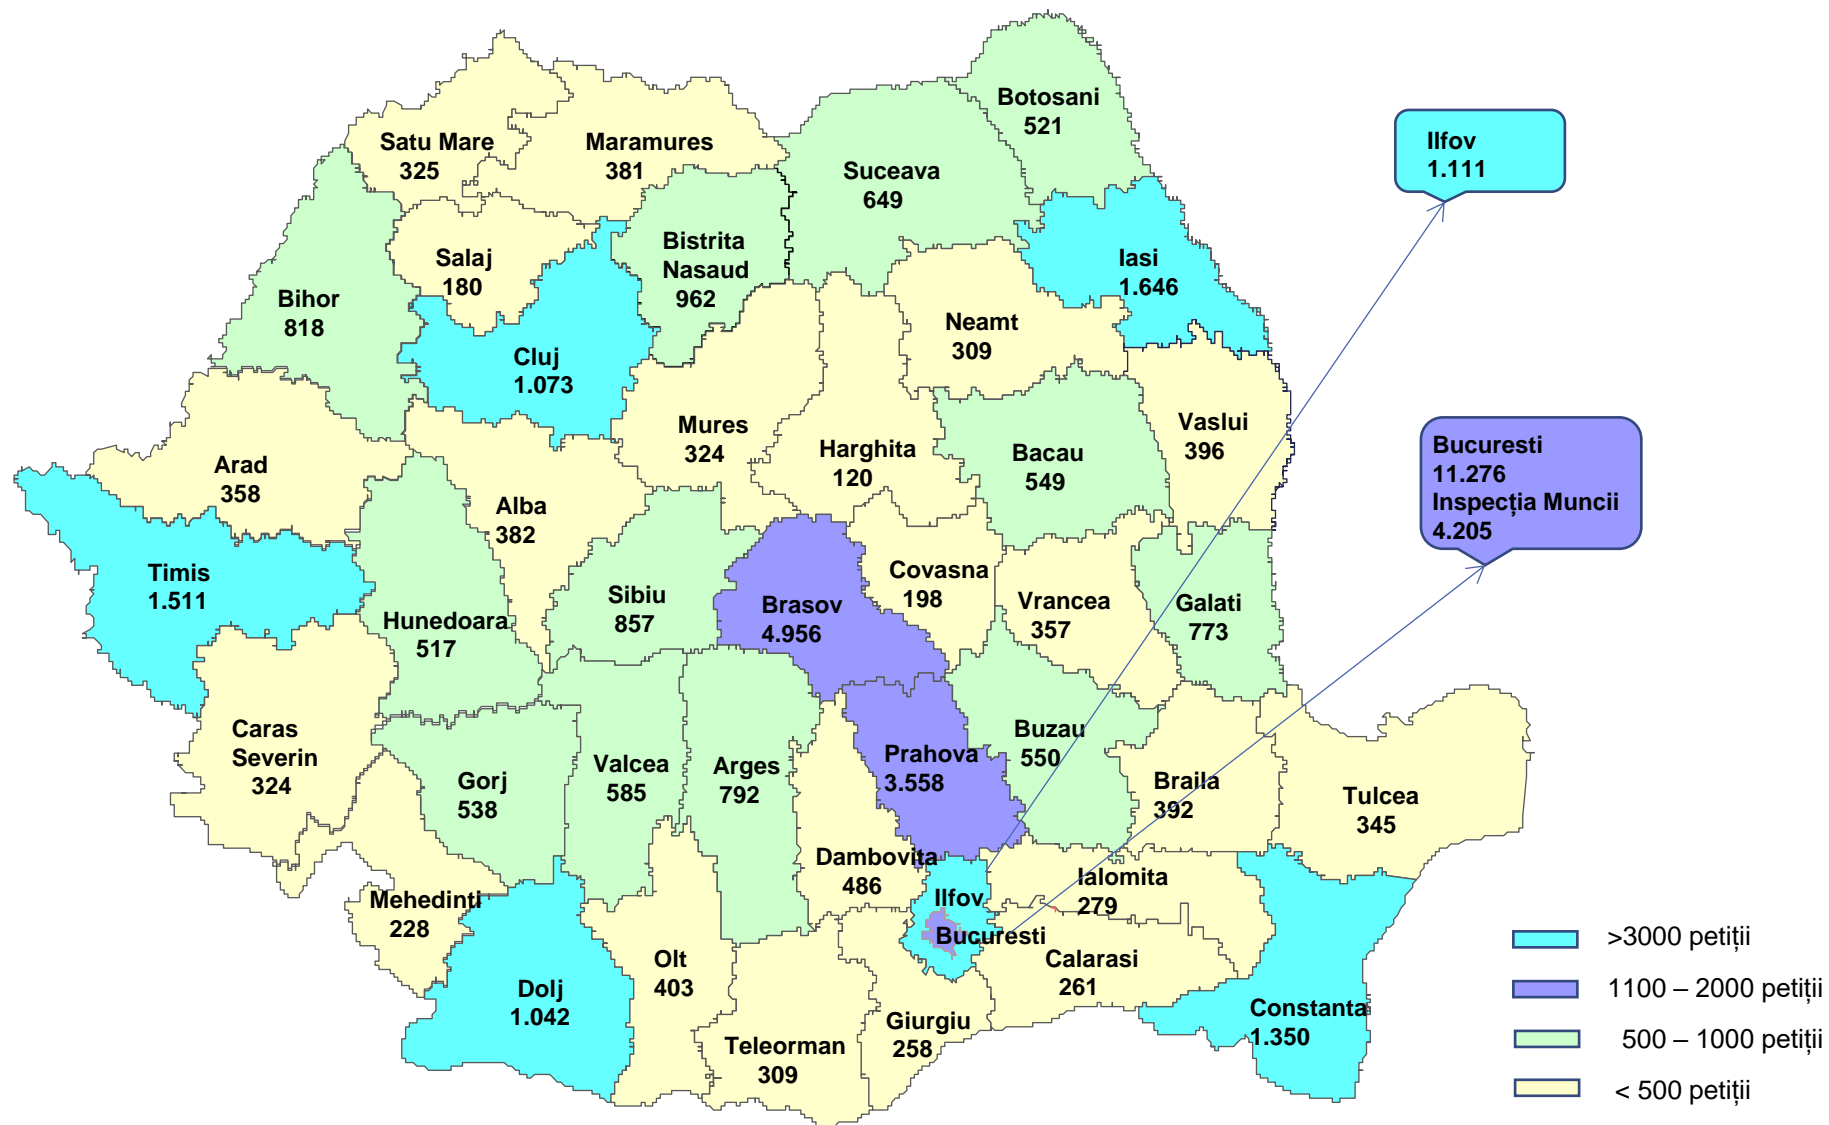 Botosani
521
Satu Mare
325
Maramures
381
Suceava
649
Ilfov
1.111
Salaj
180
Bistrita
Nasaud
962
Iasi
1.646
Bihor
818
Neamt
309
Cluj
1.073
Mures
324
Harghita
120
Bacau
549
Vaslui
396
Bucuresti
11.276
Inspecția Muncii
4.205
Arad
358
Alba
382
Timis
1.511
Hunedoara
517
Sibiu
857
Brasov
4.956
Covasna
198
Vrancea
357
Galati
773
Caras
Severin
324
Gorj
538
Valcea
585
Arges
792
Prahova
3.558
Buzau
550
Braila
392
Tulcea
345
Dambovita
486
Mehedinti
228
Ilfov
Bucuresti
Ialomita
279
Calarasi
261
Olt
403
Dolj
1.042
Teleorman
309
Giurgiu
258
Constanta
1.350
>3000 petiții
1100 – 2000 petiții
500 – 1000 petiții
< 500 petiții